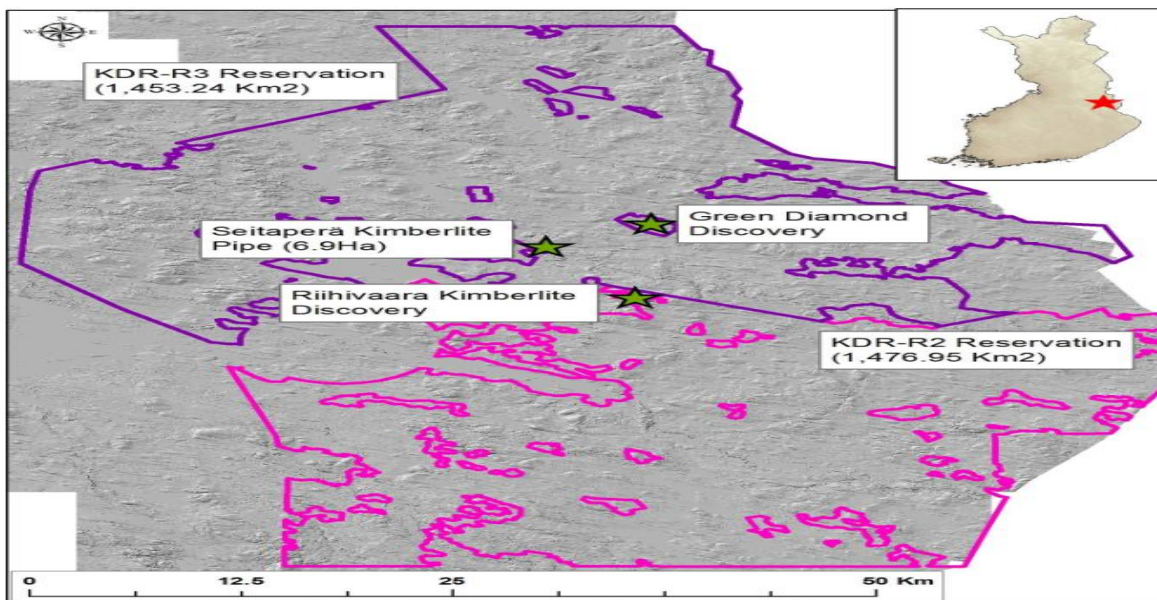 N
W E
S
KDR-R3 Reservation
(1,453.24 Km2)
Seitaperä Kimberlite
Pipe (6.9Ha)
Green Diamond
Discovery
Riihivaara Kimberlite
Discovery
KDR-R2 Reservation
(1,476.95 Km2)
0 12.5 25 50 Km